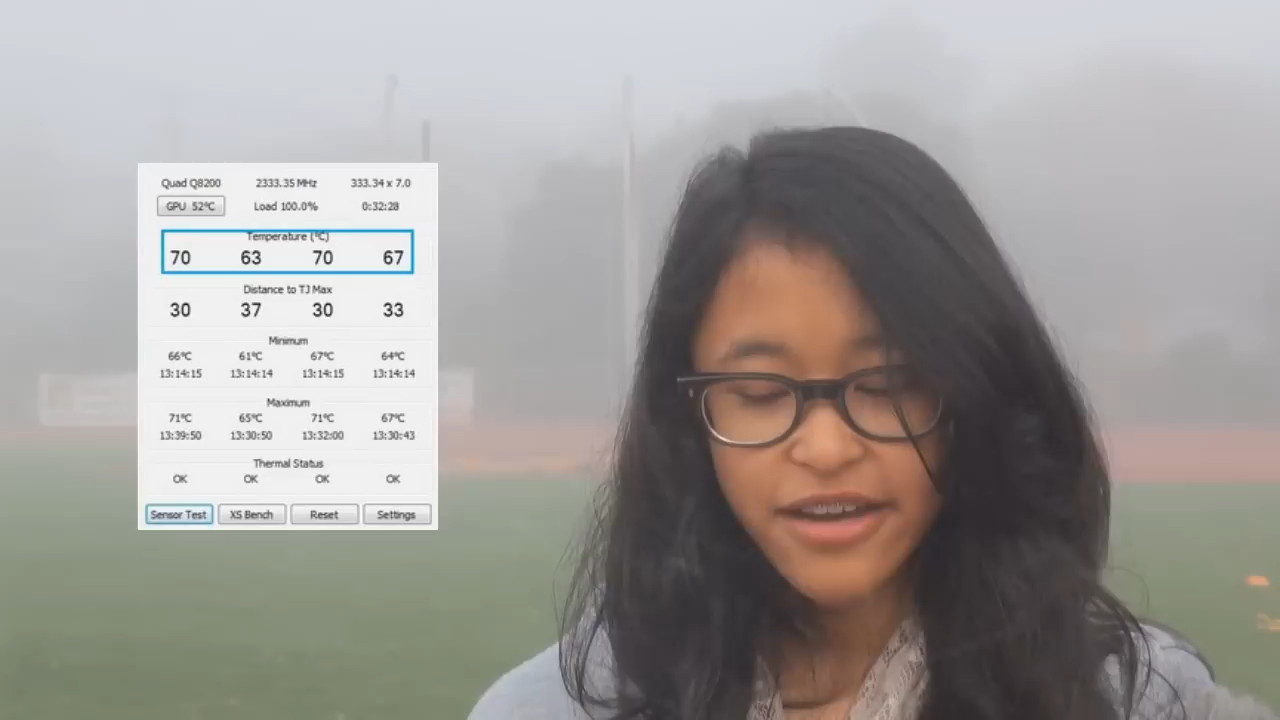 Quad Q8200 2333.35 MHz 333.34 x 7.0
GPU 52°C Load 100.0% 0:32:28
Temperature (°C)
70 63 70 67
Distance to TJ Max
30 37 30 33
Minimum
66°C 61°C 67°C 64°C
13:14:15 13:14:14 13:14:15 13:14:14
Maximum
71°C 65°C 71°C 67°C
13:39:50 13:30:50 13:32:00 13:30:43
Thermal Status
OK OK OK OK
Sensor Test XS Bench Reset Settings